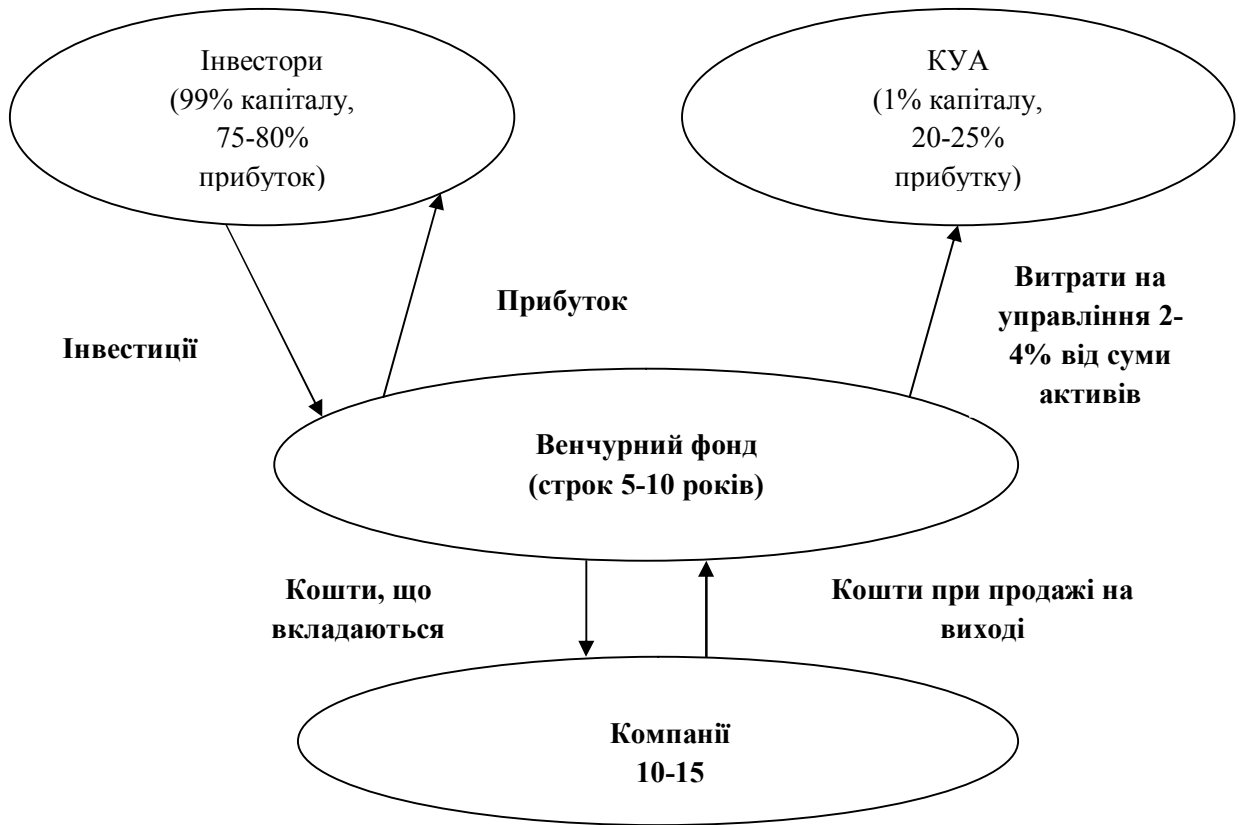 Інвестори
(99% капіталу,
75-80%
прибуток)
КУА
(1% капіталу,
20-25%
прибутку)
Інвестиції
Прибуток
Витрати на
управління 2-
4% від суми
активів
Венчурний фонд
(строк 5-10 років)
Кошти, що
вкладаються
Кошти при продажі на
виході
Компанії
10-15